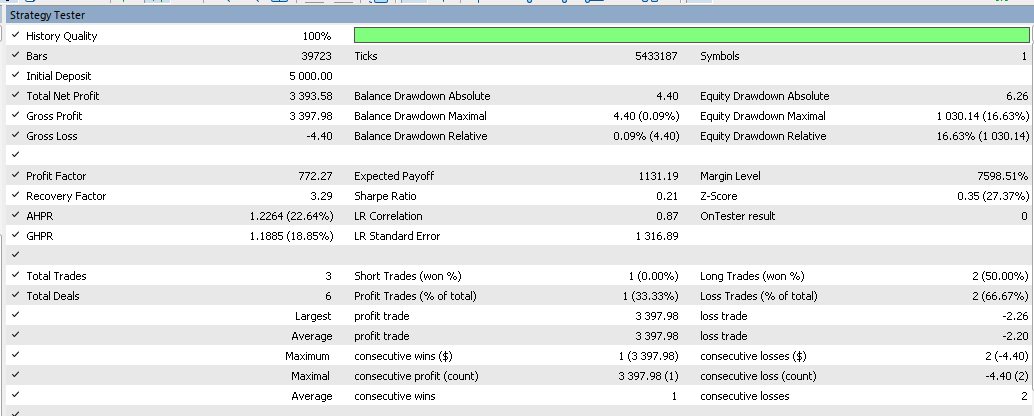 Strategy Tester
History Quality 100%
Bars 39723 Ticks 5433187 Symbols 1
Initial Deposit 5 000.00
Total Net Profit 3 393.58 Balance Drawdown Absolute 4.40 Equity Drawdown Absolute 6.26
Gross Profit 3 397.98 Balance Drawdown Maximal 4.40 (0.09%) Equity Drawdown Maximal 1 030.14 (16.63%)
Gross Loss -4.40 Balance Drawdown Relative 0.09% (4.40) Equity Drawdown Relative 16.63% (1 030.14)
Profit Factor 772.27 Expected Payoff 1131.19 Margin Level 7598.51%
Recovery Factor 3.29 Sharpe Ratio 0.21 Z-Score 0.35 (27.37%)
AHPR 1.2264 (22.64%) LR Correlation 0.87 OnTester result 0
GHPR 1.1885 (18.85%) LR Standard Error 1 316.89
Total Trades 3 Short Trades (won %) 1 (0.00%) Long Trades (won %) 2 (50.00%)
Total Deals 6 Profit Trades (% of total) 1 (33.33%) Loss Trades (% of total) 2 (66.67%)
Largest profit trade 3 397.98 loss trade -2.26
Average profit trade 3 397.98 loss trade -2.20
Maximum consecutive wins ($) 1 (3 397.98) consecutive losses ($) 2 (-4.40)
Maximal consecutive profit (count) 3 397.98 (1) consecutive loss (count) -4.40 (2)
Average consecutive wins 1 consecutive losses 2